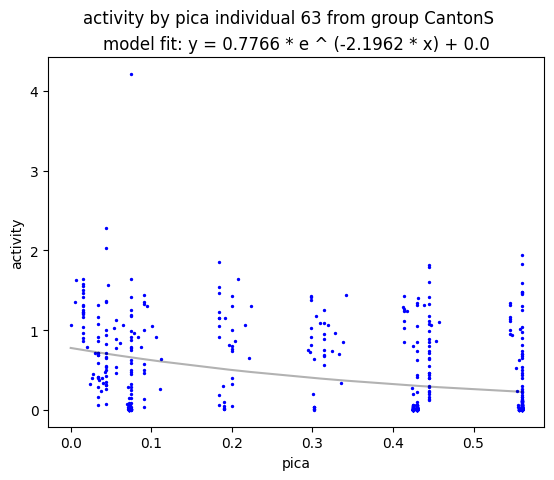 activity by pica individual 63 from group CantonS
model fit: y = 0.7766 * e ^ (-2.1962 * x) + 0.0
4
3
2
1
0
activity
0.0 0.1 0.2 0.3 0.4 0.5
pica